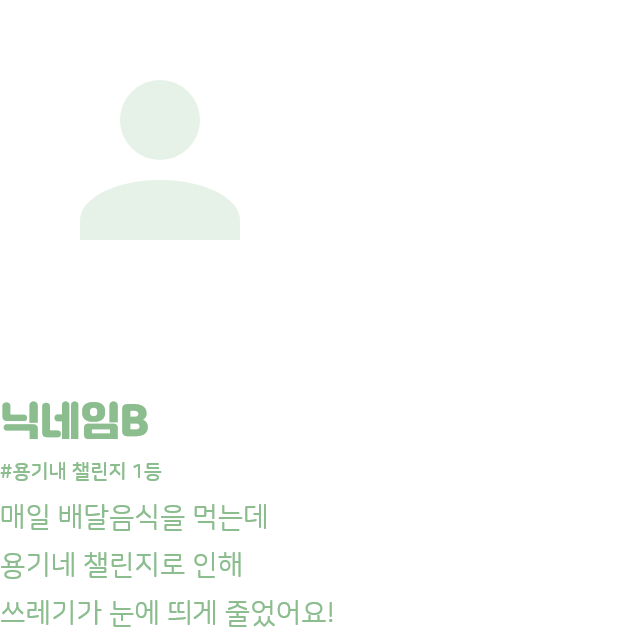 닉네임B
#용기내 챌린지 1등
매일 배달음식을 먹는데
용기네 챌린지로 인해
쓰레기가 눈에 띄게 줄었어요!